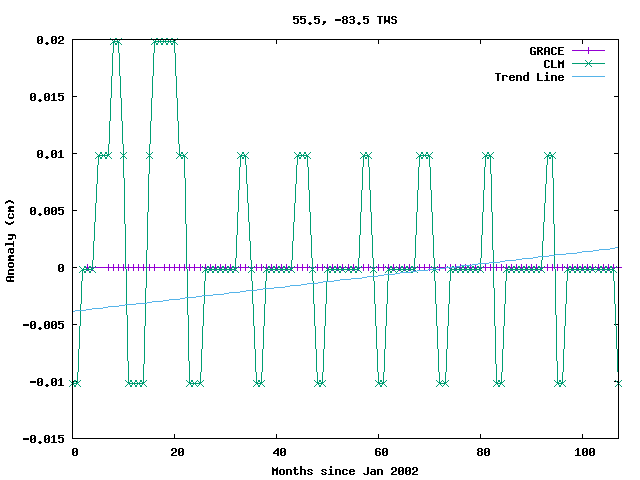 55.5, -83.5 TWS
GRACE
CLM
Trend Line
0.02
0.015
0.01
0.005
0
-0.005
-0.01
-0.015
Anomaly (cm)
0 20 40 60 80 100
Months since Jan 2002